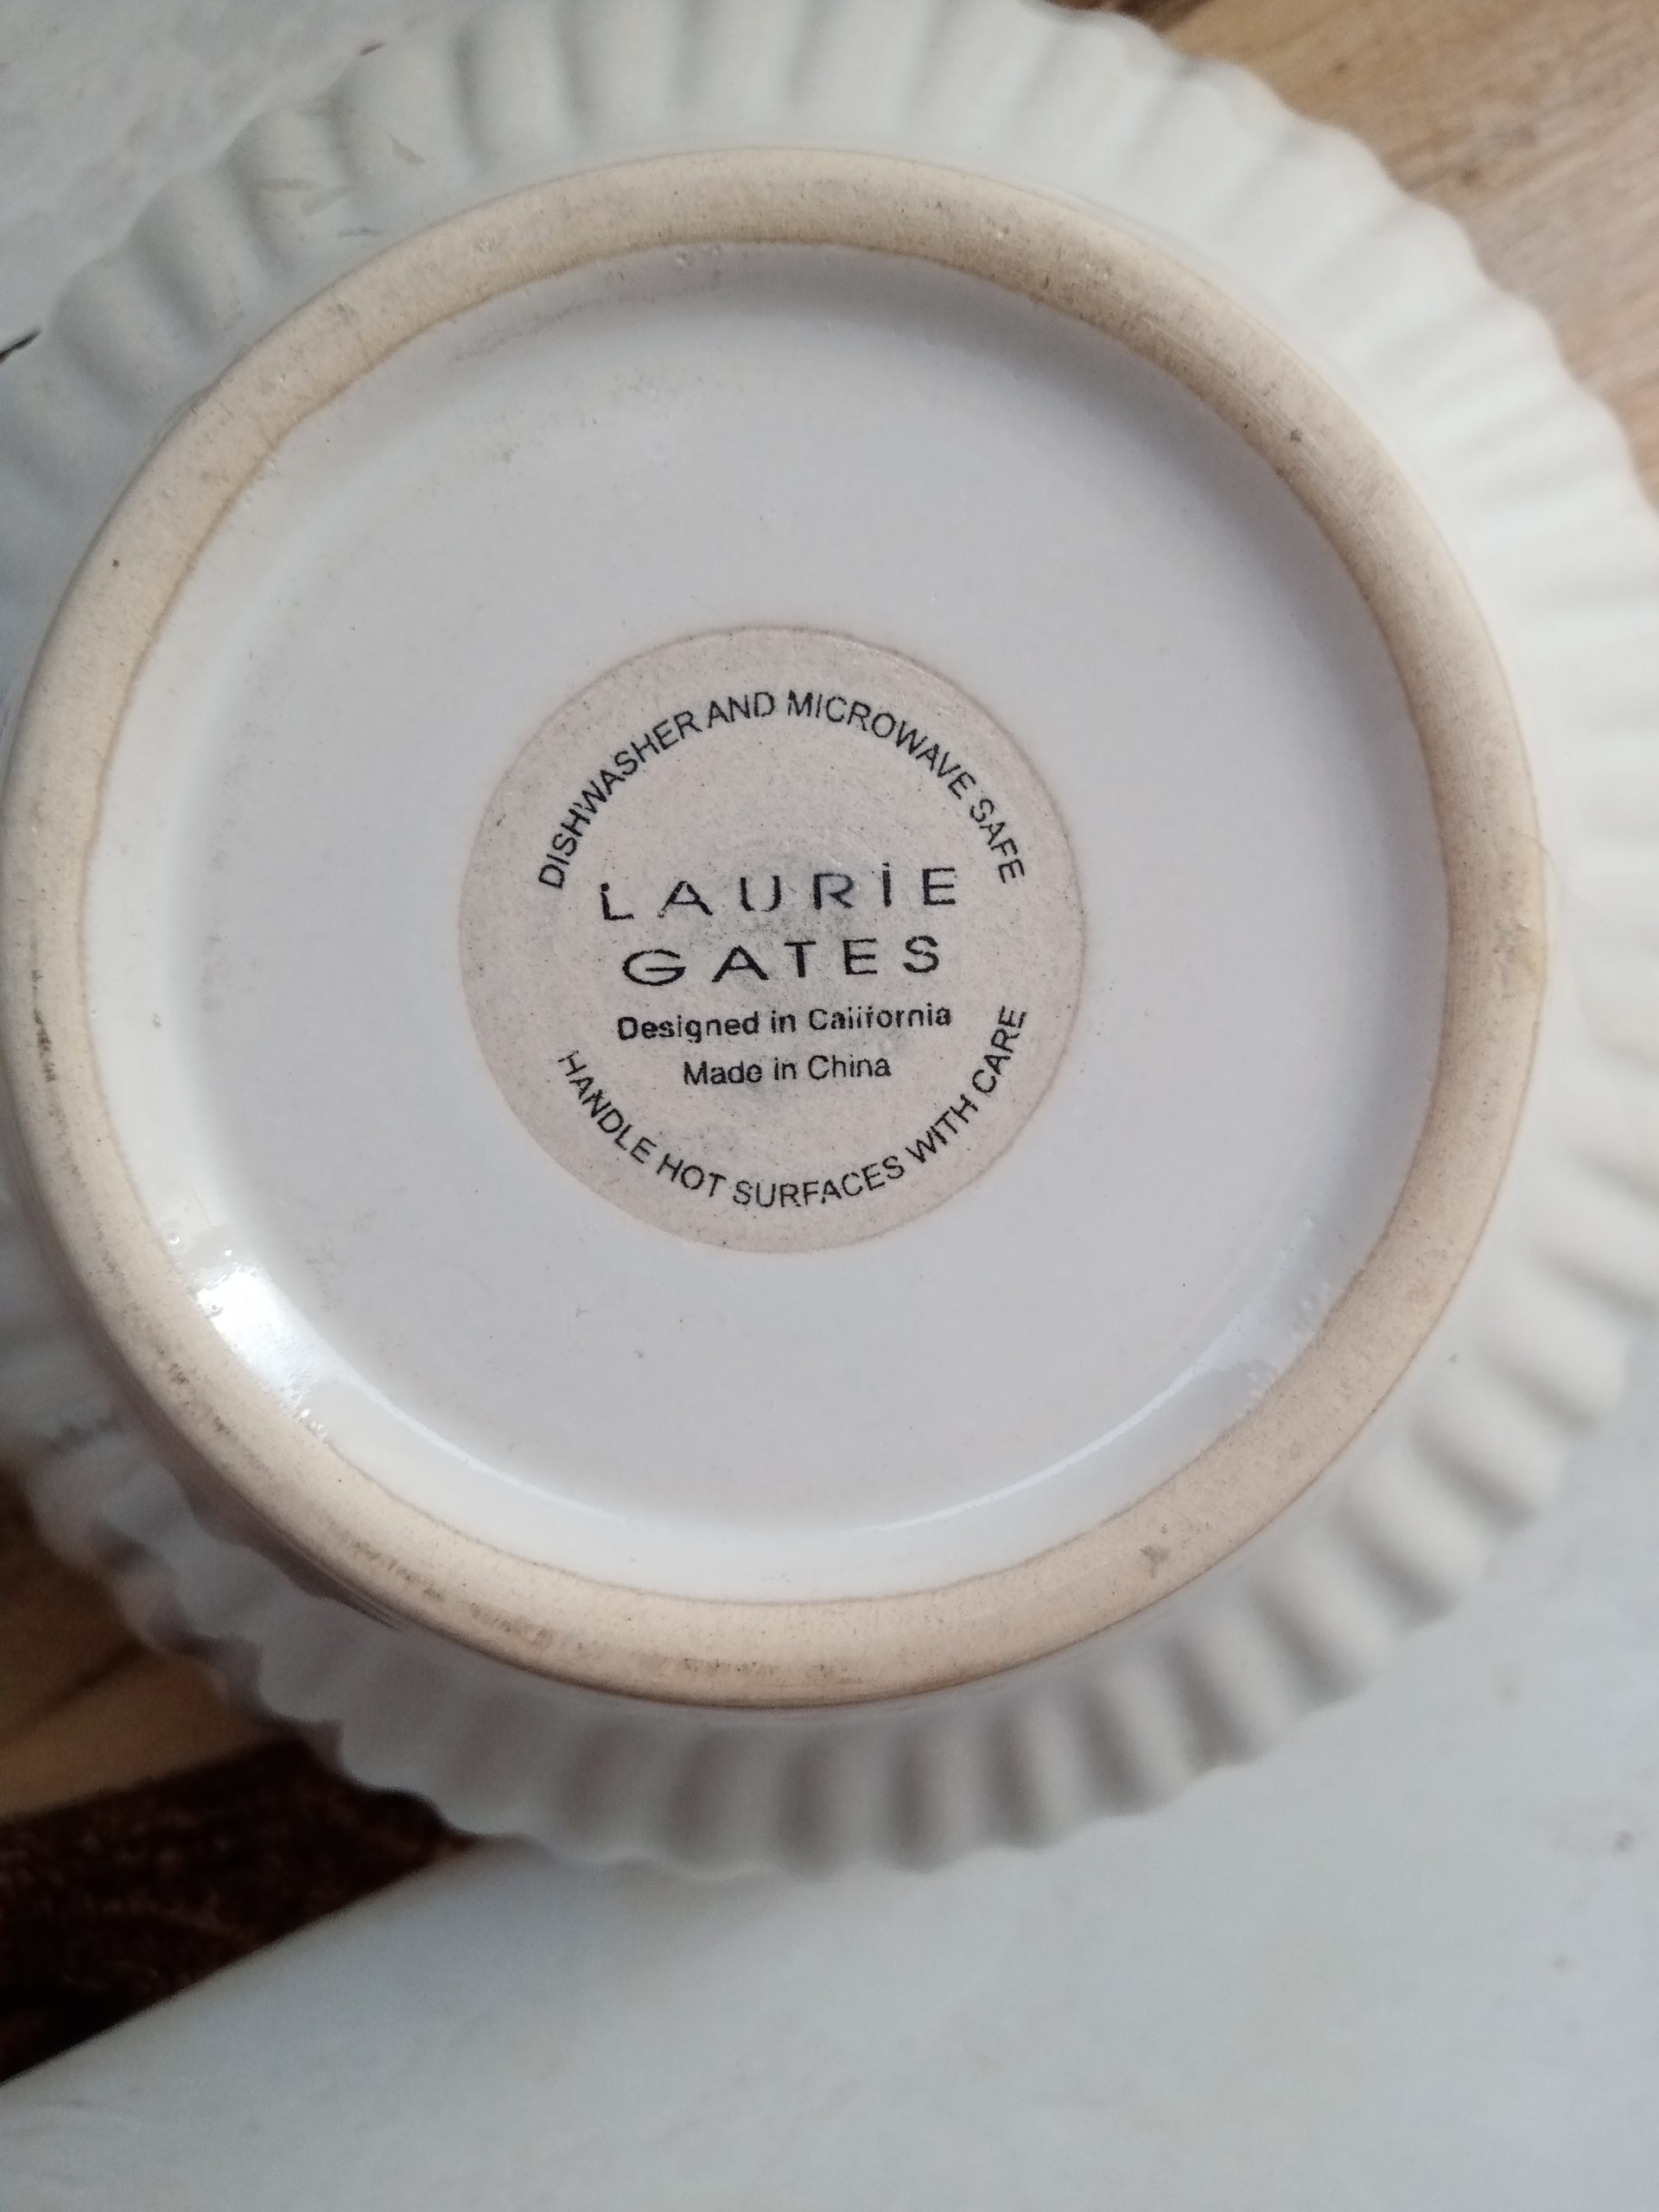 DISHWASHER AND MICROWAVE SAFE
LAURIE
GATES
Designed in California
Made in China
HANDLE HOT SURFACES WITH CARE